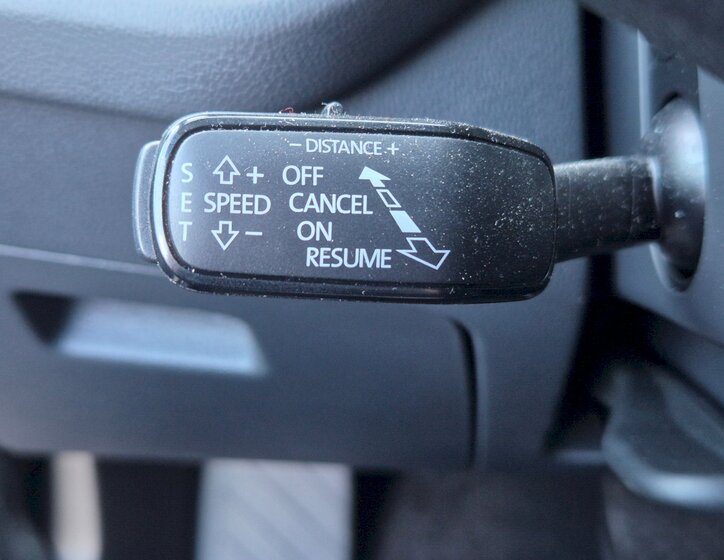 - DISTANCE +
S + OFF
E SPEED CANCEL
T - ON
RESUME